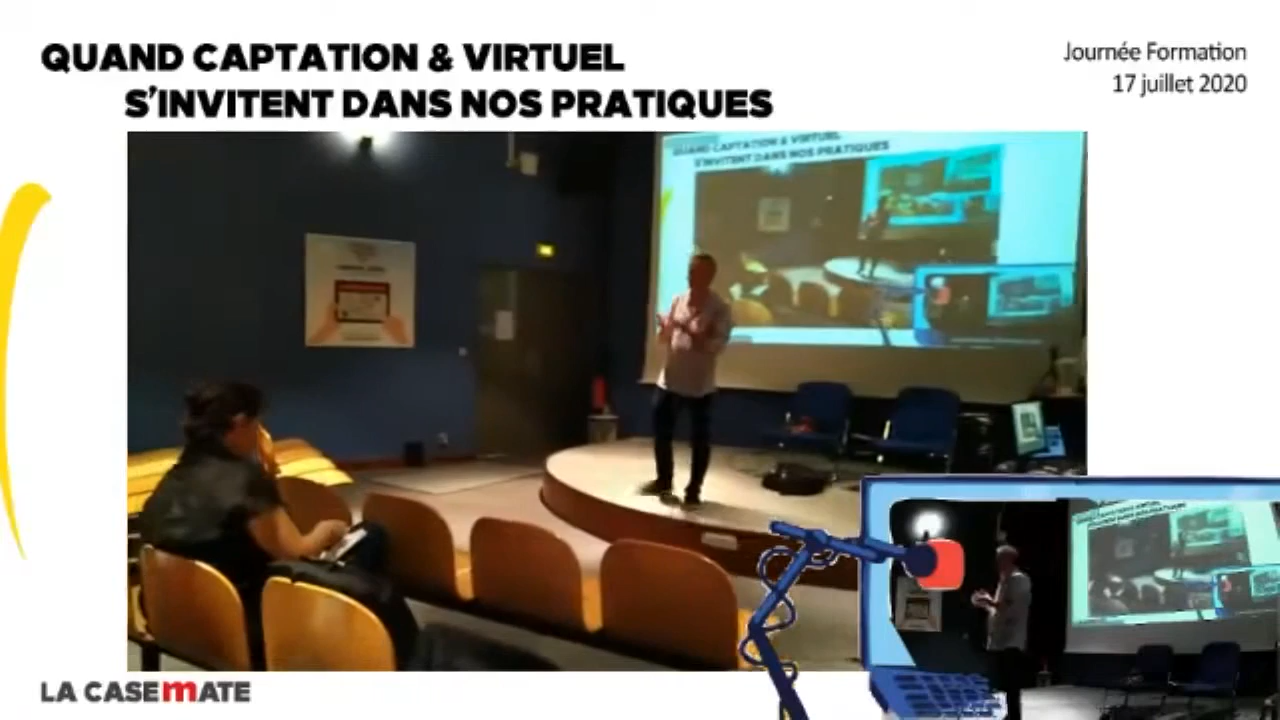 QUAND CAPTATION & VIRTUEL
S'INVITENT DANS NOS PRATIQUES
Journée Formation
17 juillet 2020
QUAND CAPTATION & VIRTUEL
S'INVITENT DANS NOS PRATIQUES
LA CASEMATE